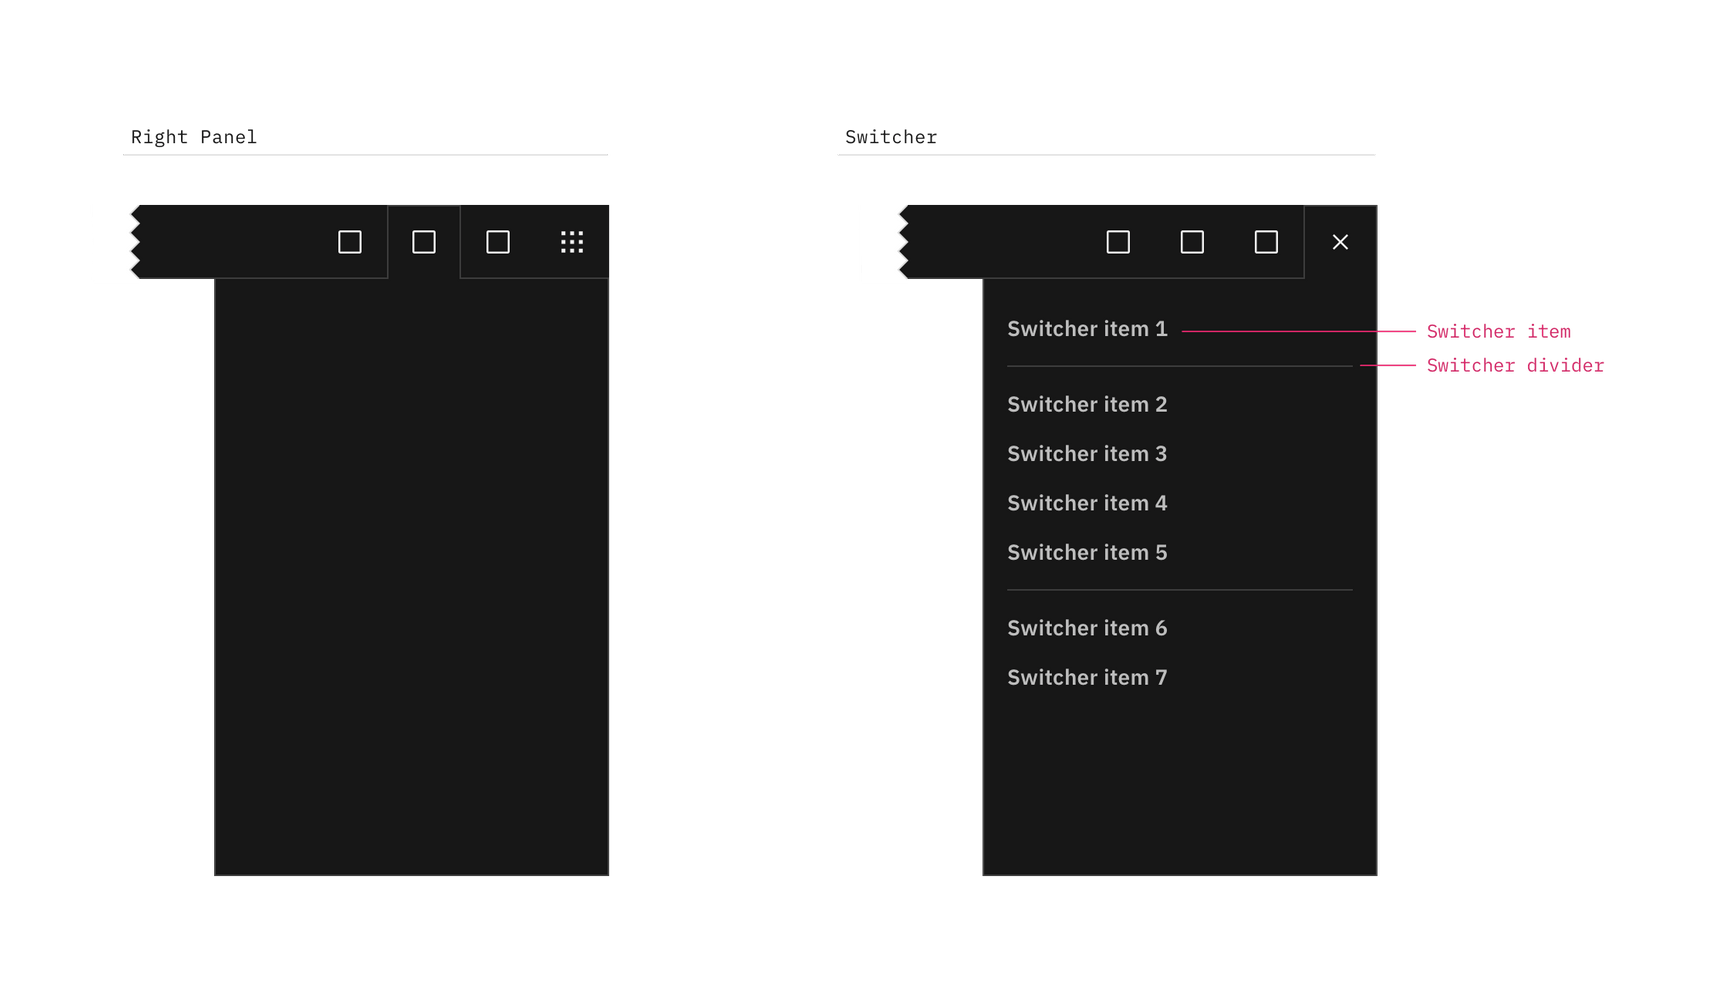 Right Panel
Switcher
Switcher item 1
Switcher item
Switcher divider
Switcher item 2
Switcher item 3
Switcher item 4
Switcher item 5
Switcher item 6
Switcher item 7